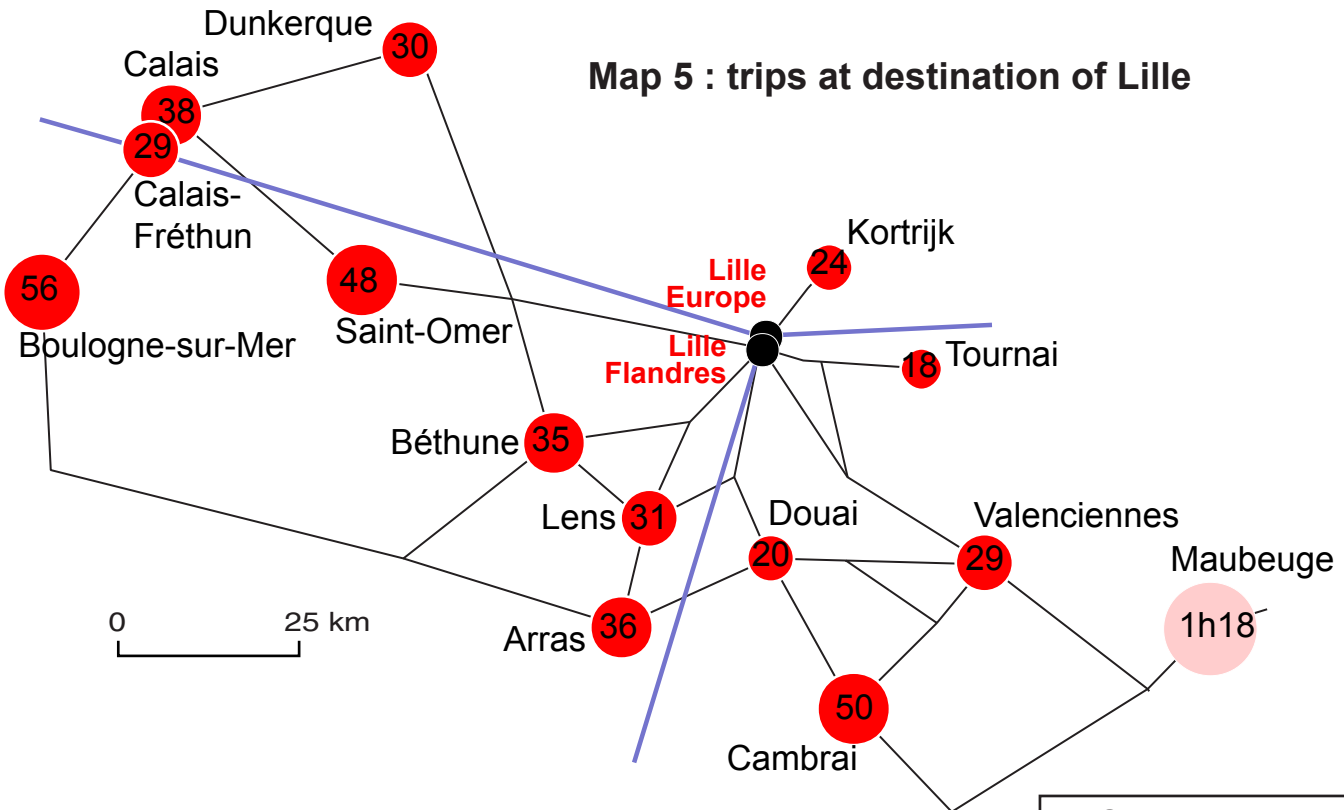 Dunkerque
30
Map 5 : trips at destination of Lille
Calais
38
29
Calais-
Fréthun
Kortrijk
24
Lille
Europe
56
48
Boulogne-sur-Mer
Saint-Omer
Lille
Flandres
18
Tournai
Béthune
35
Lens
31
Douai
20
Valenciennes
29
Maubeuge
1h18
0
25 km
Arras
36
50
Cambrai